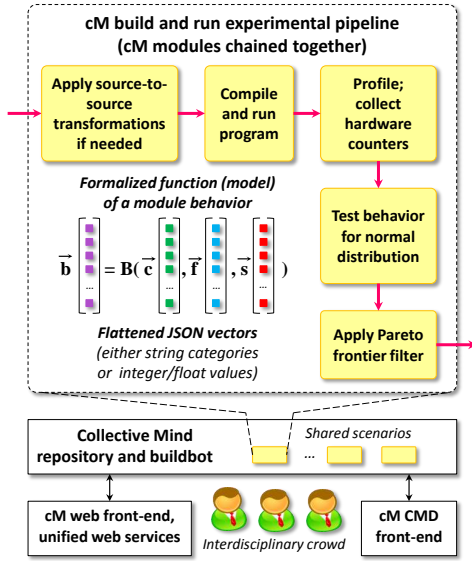 cM build and run experimental pipeline
(cM modules chained together)
Apply source-to-
source
transformations
if needed
Compile
and run
program
Profile;
collect
hardware
counters
Formalized function (model)
of a module behavior
b = B( c , f , s )
... ... ... ...
Flattened JSON vectors
(either string categories
or integer/float values)
Test behavior
for normal
distribution
Apply Pareto
frontier filter
Collective Mind
repository and buildbot
Shared scenarios
...
cM web front-end,
unified web services
Interdisciplinary crowd
cM CMD
front-end